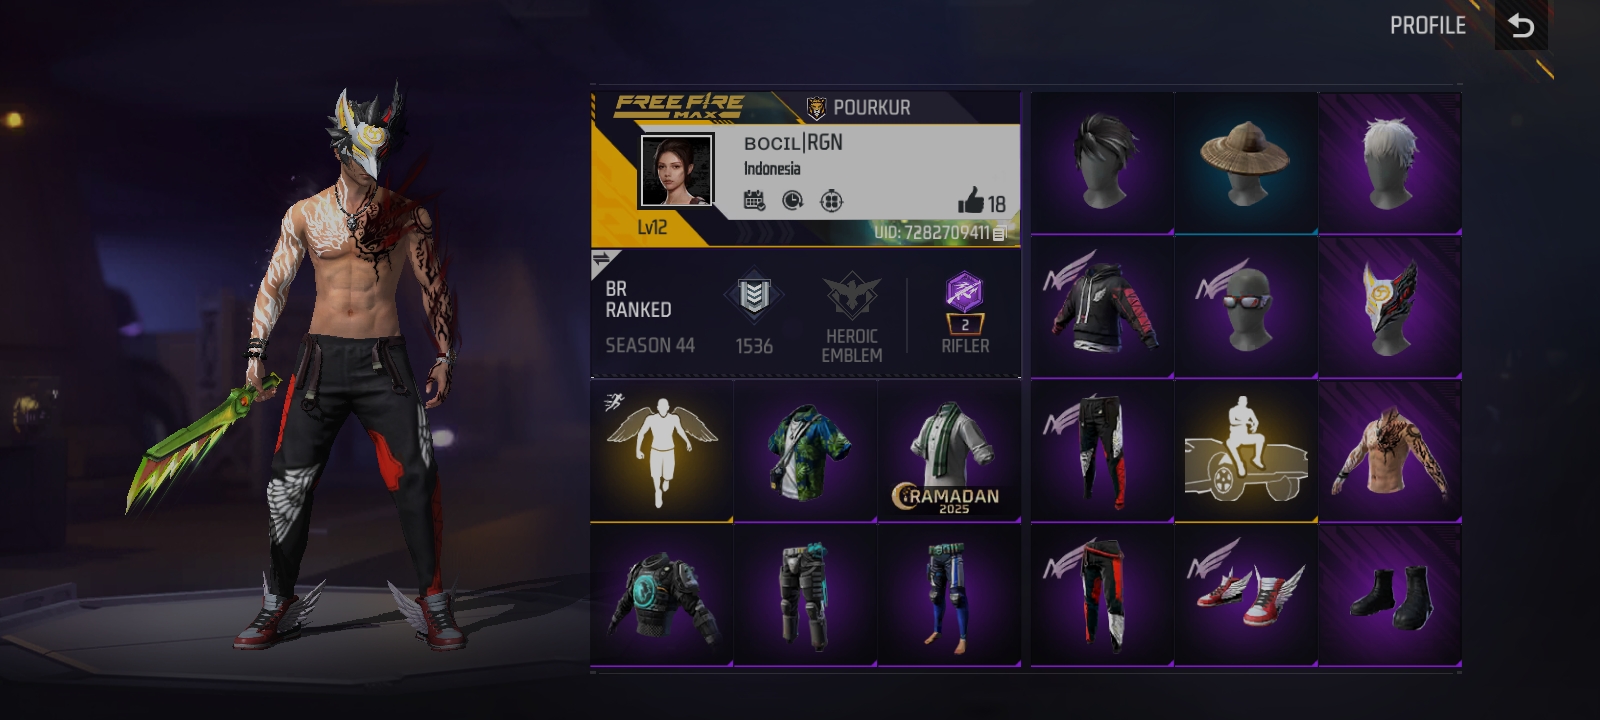 PROFILE
FREE FIRE
MAX
POURKUR
BOCIL|RGN
Indonesia
18
Lv12
UID: 7282709411
BR
RANKED
SEASON 44
1536
HEROIC
EMBLEM
2
RIFLER
RAMADAN
2025